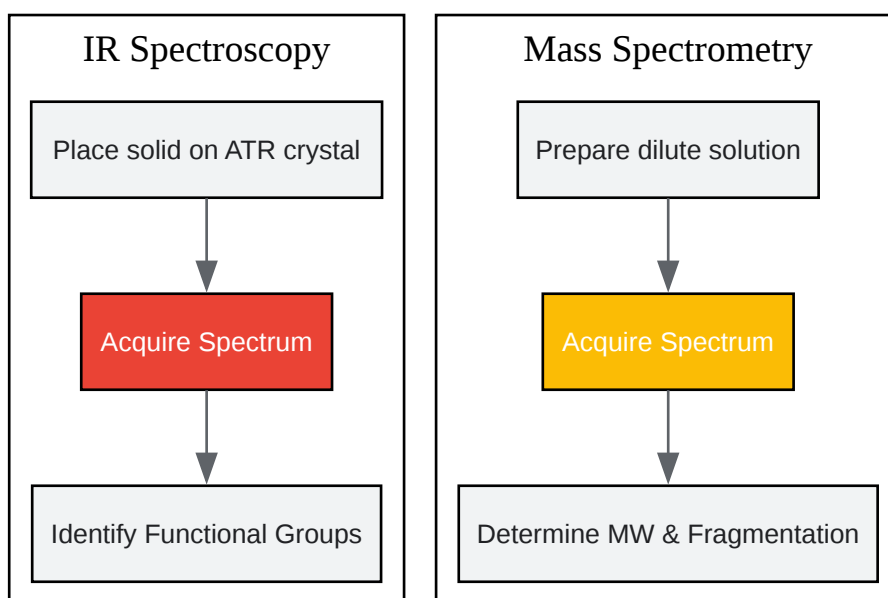 IR Spectroscopy
Place solid on ATR crystal
Acquire Spectrum
Identify Functional Groups
Mass Spectrometry
Prepare dilute solution
Acquire Spectrum
Determine MW & Fragmentation